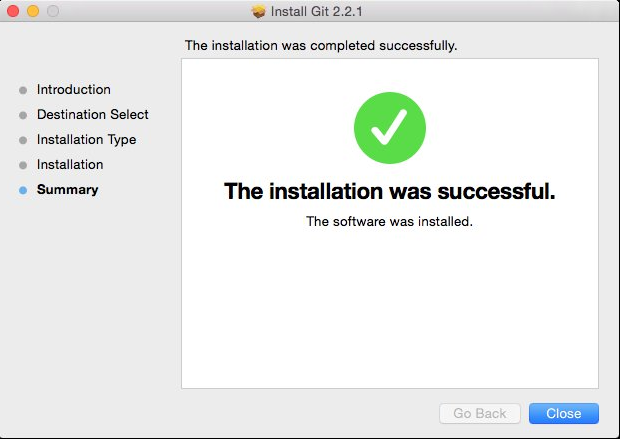 Install Git 2.2.1
The installation was completed successfully.
Introduction
Destination Select
Installation Type
Installation
Summary
The installation was successful.
The software was installed.
Go Back
Close